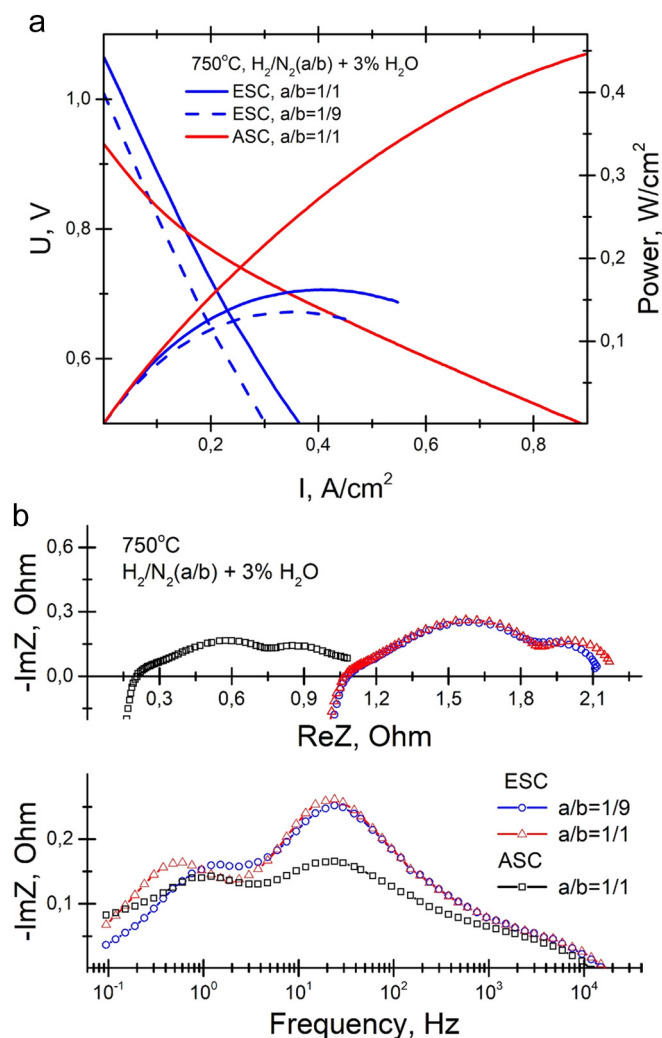 a
750°C, H₂/N₂(a/b) + 3% H₂O
ESC, a/b=1/1
ESC, a/b=1/9
ASC, a/b=1/1
1,0
0,8
0,6
U, V
0,4
0,3
0,2
0,1
Power, W/cm²
0,2 0,4 0,6 0,8
I, A/cm²
b
750°C
H₂/N₂(a/b) + 3% H₂O
0,6
0,3
0,0
-ImZ, Ohm
0,3 0,6 0,9 1,2 1,5 1,8 2,1
ReZ, Ohm
ESC
a/b=1/9
a/b=1/1
ASC
a/b=1/1
0,2
0,1
-ImZ, Ohm
10⁻¹ 10⁰ 10¹ 10² 10³ 10⁴
Frequency, Hz